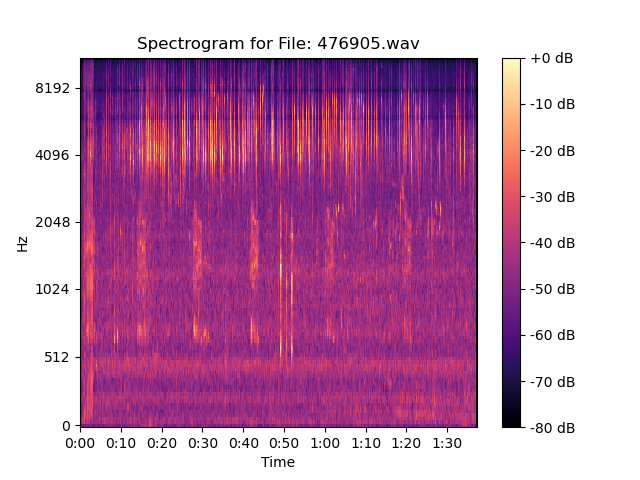 Spectrogram for File: 476905.wav
8192
4096
2048
1024
512
0
Hz
0:00 0:10 0:20 0:30 0:40 0:50 1:00 1:10 1:20 1:30
Time
+0 dB
-10 dB
-20 dB
-30 dB
-40 dB
-50 dB
-60 dB
-70 dB
-80 dB